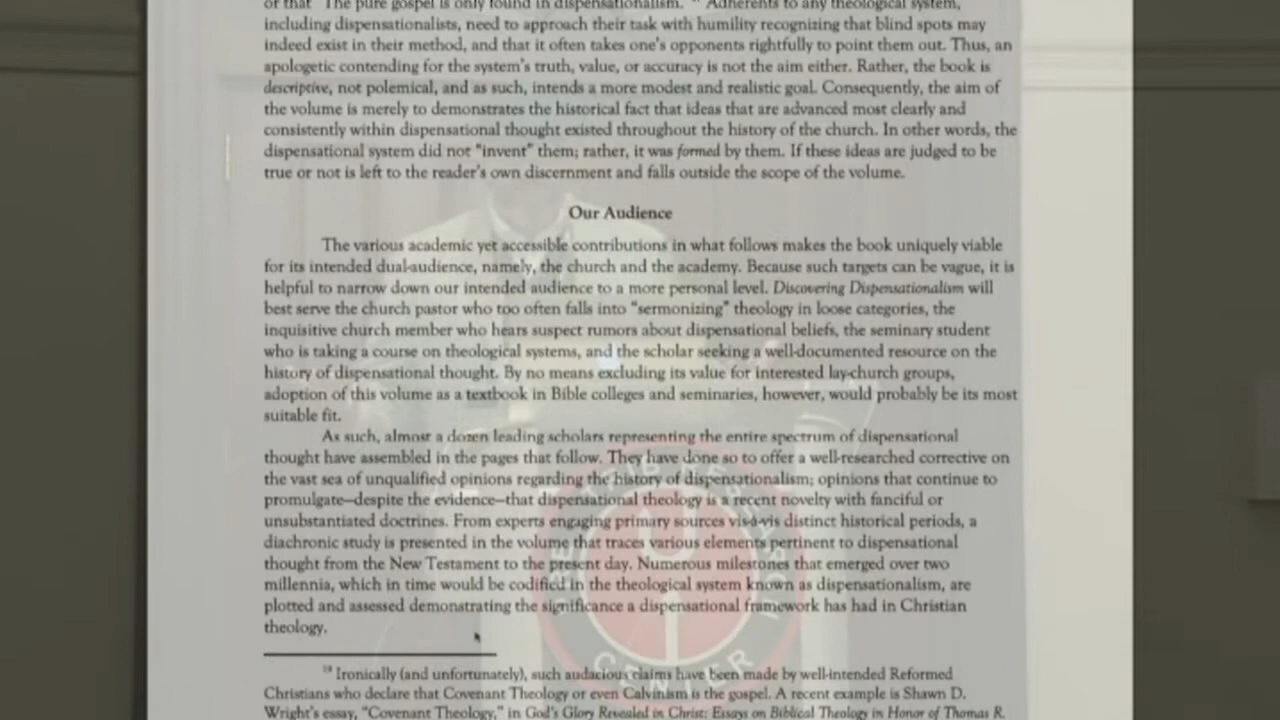 of that "The pure gospel is only found in dispensationalism." Adherents to any theological system,
including dispensationalists, need to approach their task with humility recognizing that blind spots may
indeed exist in their method, and that it often takes one's opponents rightfully to point them out. Thus, an
apologetic contending for the system's truth, value, or accuracy is not the aim either. Rather, the book is
descriptive, not polemical, and as such, intends a more modest and realistic goal. Consequently, the aim of
the volume is merely to demonstrates the historical fact that ideas that are advanced most clearly and
consistently within dispensational thought existed throughout the history of the church. In other words, the
dispensational system did not "invent" them; rather, it was formed by them. If these ideas are judged to be
true or not is left to the reader's own discernment and falls outside the scope of the volume.
Our Audience
The various academic yet accessible contributions in what follows makes the book uniquely viable
for its intended dual-audience, namely, the church and the academy. Because such targets can be vague, it is
helpful to narrow down our intended audience to a more personal level. Discovering Dispensationalism will
best serve the church pastor who too often falls into "sermonizing" theology in loose categories, the
inquisitive church member who hears suspect rumors about dispensational beliefs, the seminary student
who is taking a course on theological systems, and the scholar seeking a well-documented resource on the
history of dispensational thought. By no means excluding its value for interested lay-church groups,
adoption of this volume as a textbook in Bible colleges and seminaries, however, would probably be its most
suitable fit.
As such, almost a dozen leading scholars representing the entire spectrum of dispensational
thought have assembled in the pages that follow. They have done so to offer a well-researched corrective on
the vast sea of unqualified opinions regarding the history of dispensationalism; opinions that continue to
promulgate—despite the evidence—that dispensational theology is a recent novelty with fanciful or
unsubstantiated doctrines. From experts engaging primary sources vis-à-vis distinct historical periods, a
diachronic study is presented in the volume that traces various elements pertinent to dispensational
thought from the New Testament to the present day. Numerous milestones that emerged over two
millennia, which in time would be codified in the theological system known as dispensationalism, are
plotted and assessed demonstrating the significance a dispensational framework has had in Christian
theology.
Ironically (and unfortunately), such audacious claims have been made by well-intended Reformed
Christians who declare that Covenant Theology or even Calvinism is the gospel. A recent example is Shawn D.
Wright's essay, "Covenant Theology," in God's Glory Revealed in Christ: Essays on Biblical Theology in Honor of Thomas R.
RESEARCH
CENTER